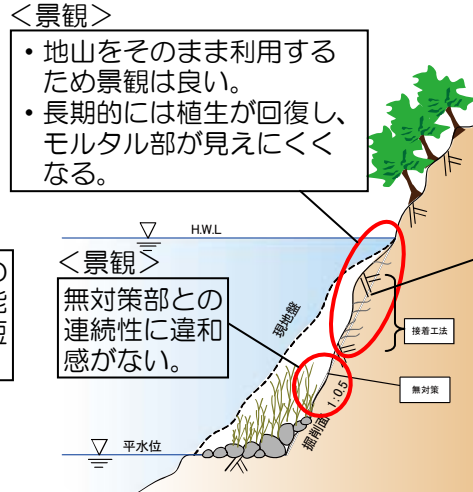 ＜景観＞
・地山をそのまま利用する
ため景観は良い。
・長期的には植生が回復し、
モルタル部が見えにくく
なる。
H.W.L
の
＜景観＞
無対策部との
連続性に違和
感がない。
現地盤
接着工法
無対策
掘削面 1:0.5
平水位